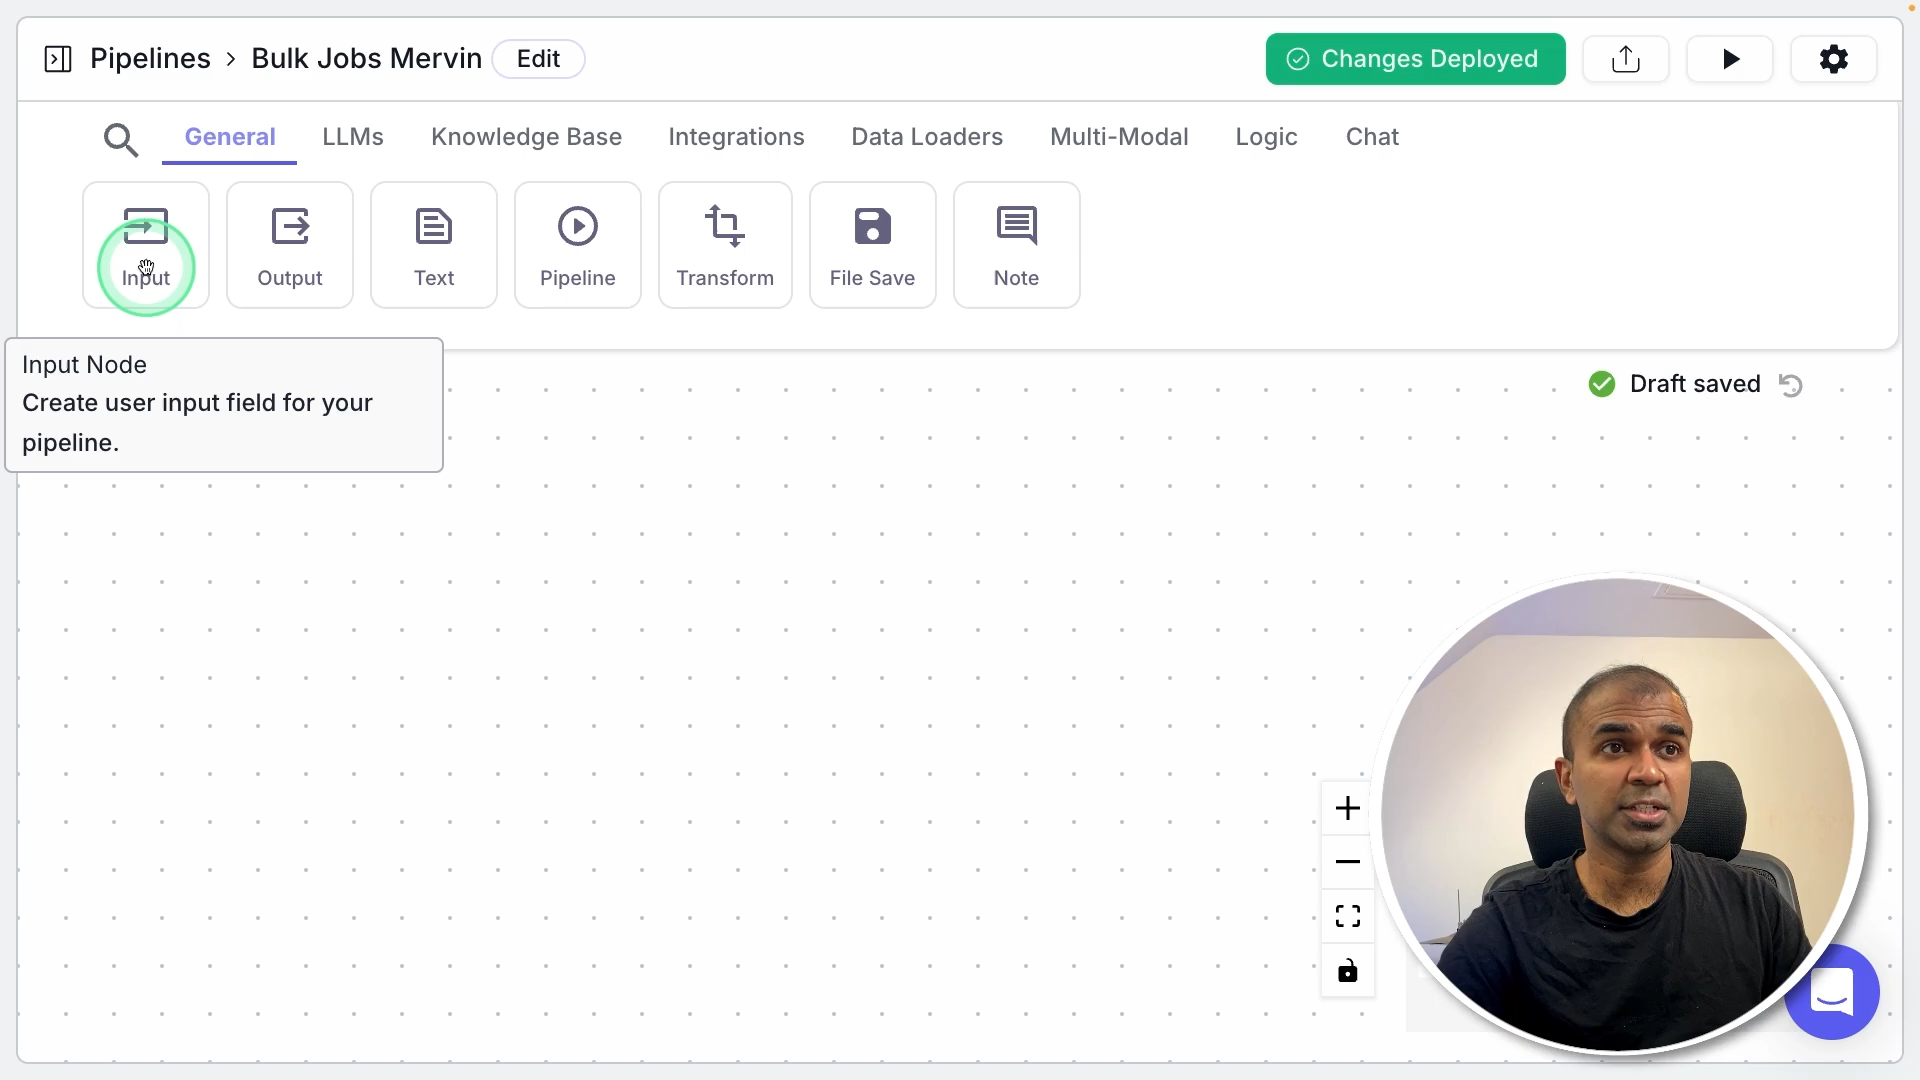 Pipelines > Bulk Jobs Mervin Edit
Changes Deployed
General LLMs Knowledge Base Integrations Data Loaders Multi-Modal Logic Chat
Input Output Text Pipeline Transform File Save Note
Input Node
Create user input field for your
pipeline.
Draft saved